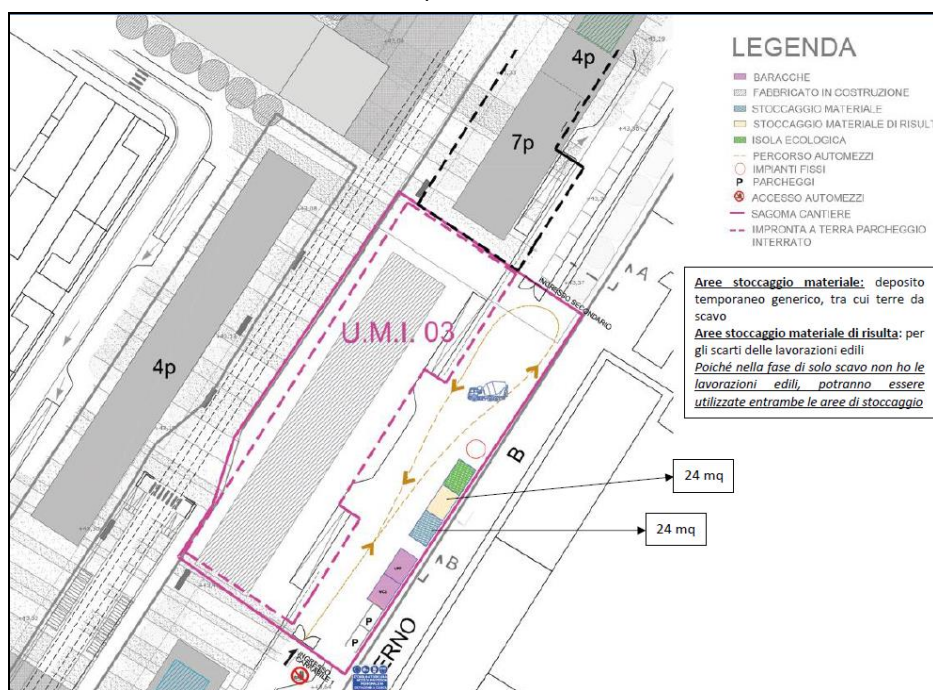 LEGENDA
BARACCHE
FABBRICATO IN COSTRUZIONE
STOCCAGGIO MATERIALE
STOCCAGGIO MATERIALE DI RISULT
ISOLA ECOLOGICA
PERCORSO AUTOMEZZI
IMPIANTI FISSI
P PARCHEGGI
ACCESSO AUTOMEZZI
SAGOMA CANTIERE
IMPRONTA A TERRA PARCHEGGIO
INTERRATO
Aree stoccaggio materiale: deposito
temporaneo generico, tra cui terre da
scavo
Aree stoccaggio materiale di risulta: per
gli scarti delle lavorazioni edili
Poiché nella fase di solo scavo non ho le
lavorazioni edili, potranno essere
utilizzate entrambe le aree di stoccaggio
24 mq
24 mq
4p
7p
4p
U.M.I. 03
INGRESSO SECONDARIO
A
B
B
P
P
ERNO
1
INGRESSO
CARRABILE